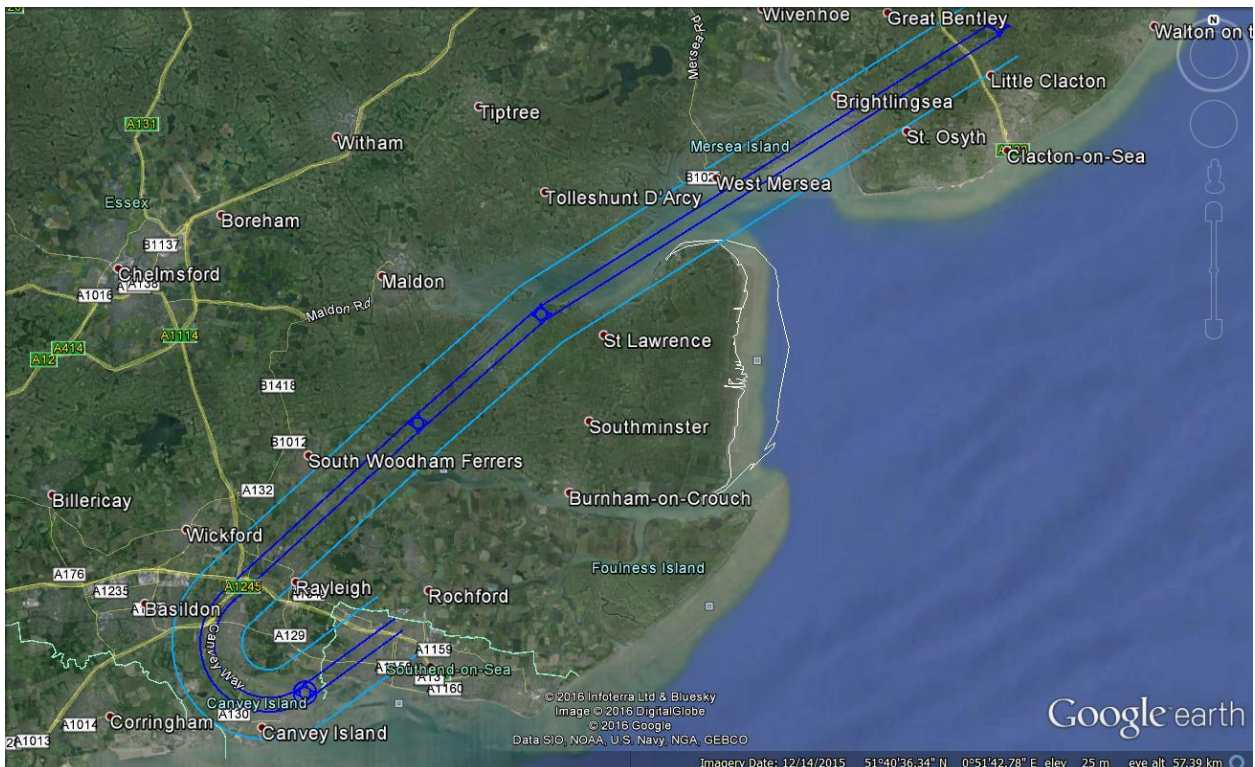 Wivenhoe
Great Bentley
N
Walton on t
Mersea Rd
Little Clacton
A131
Tiptree
Brightlingsea
Witham
Mersea Island
St. Osyth
Clacton-on-Sea
B102
West Mersea
Tolleshunt D'Arcy
Essex
Boreham
B1137
Chelmsford
A1016
A138
Maldon
Maldon Rd
A1114
A414
A12
St Lawrence
B1418
Southminster
B1012
South Woodham Ferrers
A132
Billericay
Burnham-on-Crouch
Wickford
Foulness Island
A176
A1245
Rayleigh
A1235
Rochford
Basildon
Canvey Way
A129
A1159
A1158
A13
Southend-on-Sea
A1160
Canvey Island
A130
Corringham
A1014
Canvey Island
A1013
© 2016 Infoterra Ltd & Bluesky
Image © 2016 DigitalGlobe
© 2016 Google
Data SIO, NOAA, U.S. Navy, NGA, GEBCO
Google earth
Imagery Date: 12/14/2015 51°40'36.34" N 0°51'42.78" E elev 25 m eye alt 57.39 km